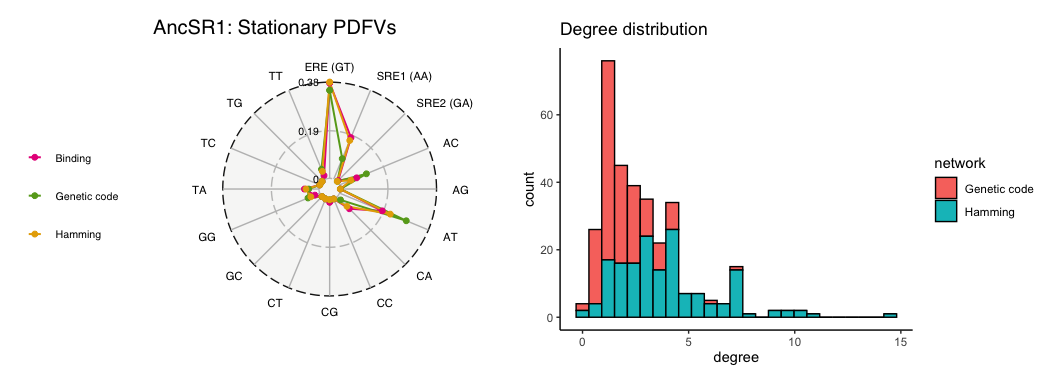 AncSR1: Stationary PDFVs
ERE (GT)
SRE1 (AA)
SRE2 (GA)
AC
AG
AT
CA
CC
CG
CT
GC
GG
TA
TC
TG
TT
0.38
0.19
0
Binding
Genetic code
Hamming
Degree distribution
count
60
40
20
0
0
5
10
15
degree
network
Genetic code
Hamming